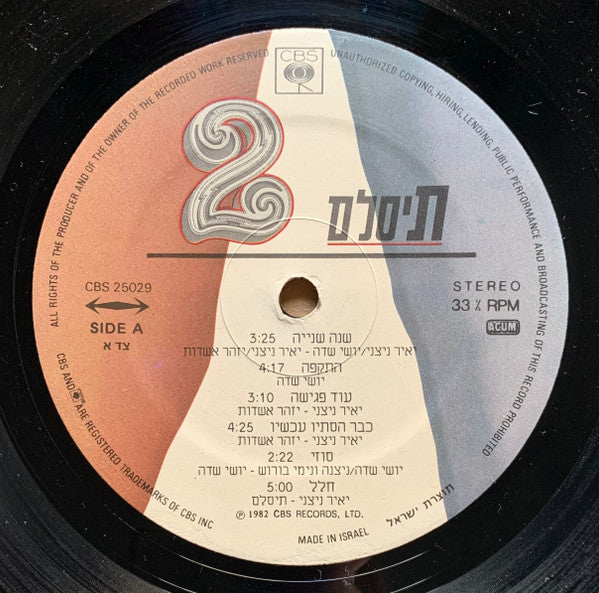 ALL RIGHTS OF THE PRODUCER AND OF THE OWNER OF THE RECORDED WORK RESERVED
CBS
UNAUTHORIZED COPYING, HIRING, LENDING, PUBLIC PERFORMANCE AND BROADCASTING OF THIS RECORD PROHIBITED
2
תיסלם
CBS 25029
SIDE A
צד א
STEREO
33 ⅓ RPM
ACUM
שנה שנייה 3:25
יאיר ניצני/יושי שדה - יאיר ניצני/יזהר אשדות
התקפה 4:17
יושי שדה
עוד פגישה 3:10
יאיר ניצני - יזהר אשדות
כבר הסתיו עכשיו 4:25
יאיר ניצני - יזהר אשדות
סוזי 2:22
יושי שדה/ניצנה ונימי בורוש - יושי שדה
חלל 5:00
יאיר ניצני - תיסלם
℗ 1982 CBS RECORDS, LTD.
MADE IN ISRAEL
תוצרת ישראל
CBS AND ARE REGISTERED TRADEMARKS OF CBS INC